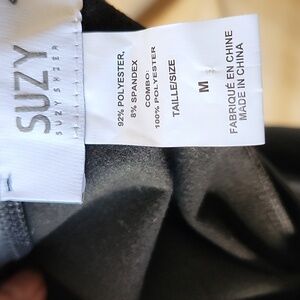 SUZY
SUZY SHIER
92% POLYESTER,
8% SPANDEX
COMBO:
100% POLYESTER
TAILLE/SIZE
M
FABRIQUÉ EN CHINE
MADE IN CHINA